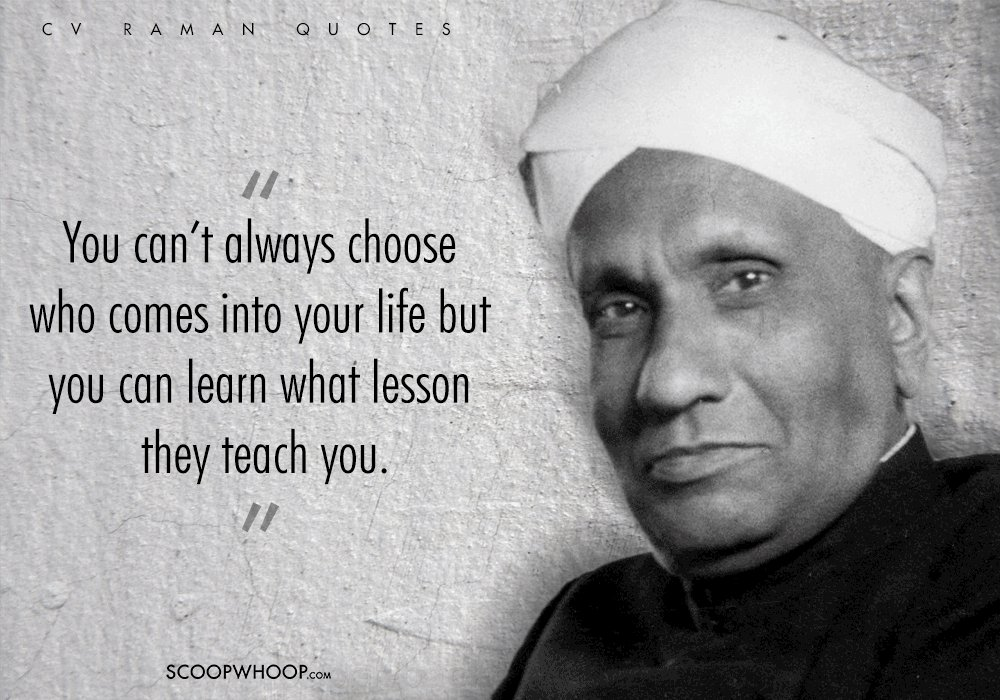 CV RAMAN QUOTES
"
You can't always choose
who comes into your life but
you can learn what lesson
they teach you.
"
SCOOPWHOOP.COM